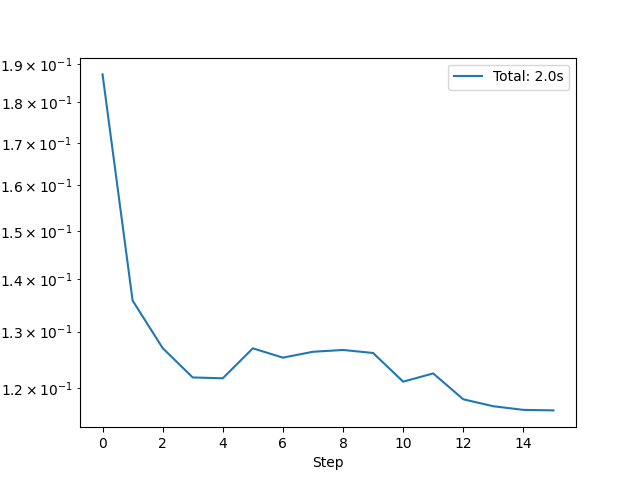 1.9 × 10⁻¹
1.8 × 10⁻¹
1.7 × 10⁻¹
1.6 × 10⁻¹
1.5 × 10⁻¹
1.4 × 10⁻¹
1.3 × 10⁻¹
1.2 × 10⁻¹
Total: 2.0s
0 2 4 6 8 10 12 14
Step